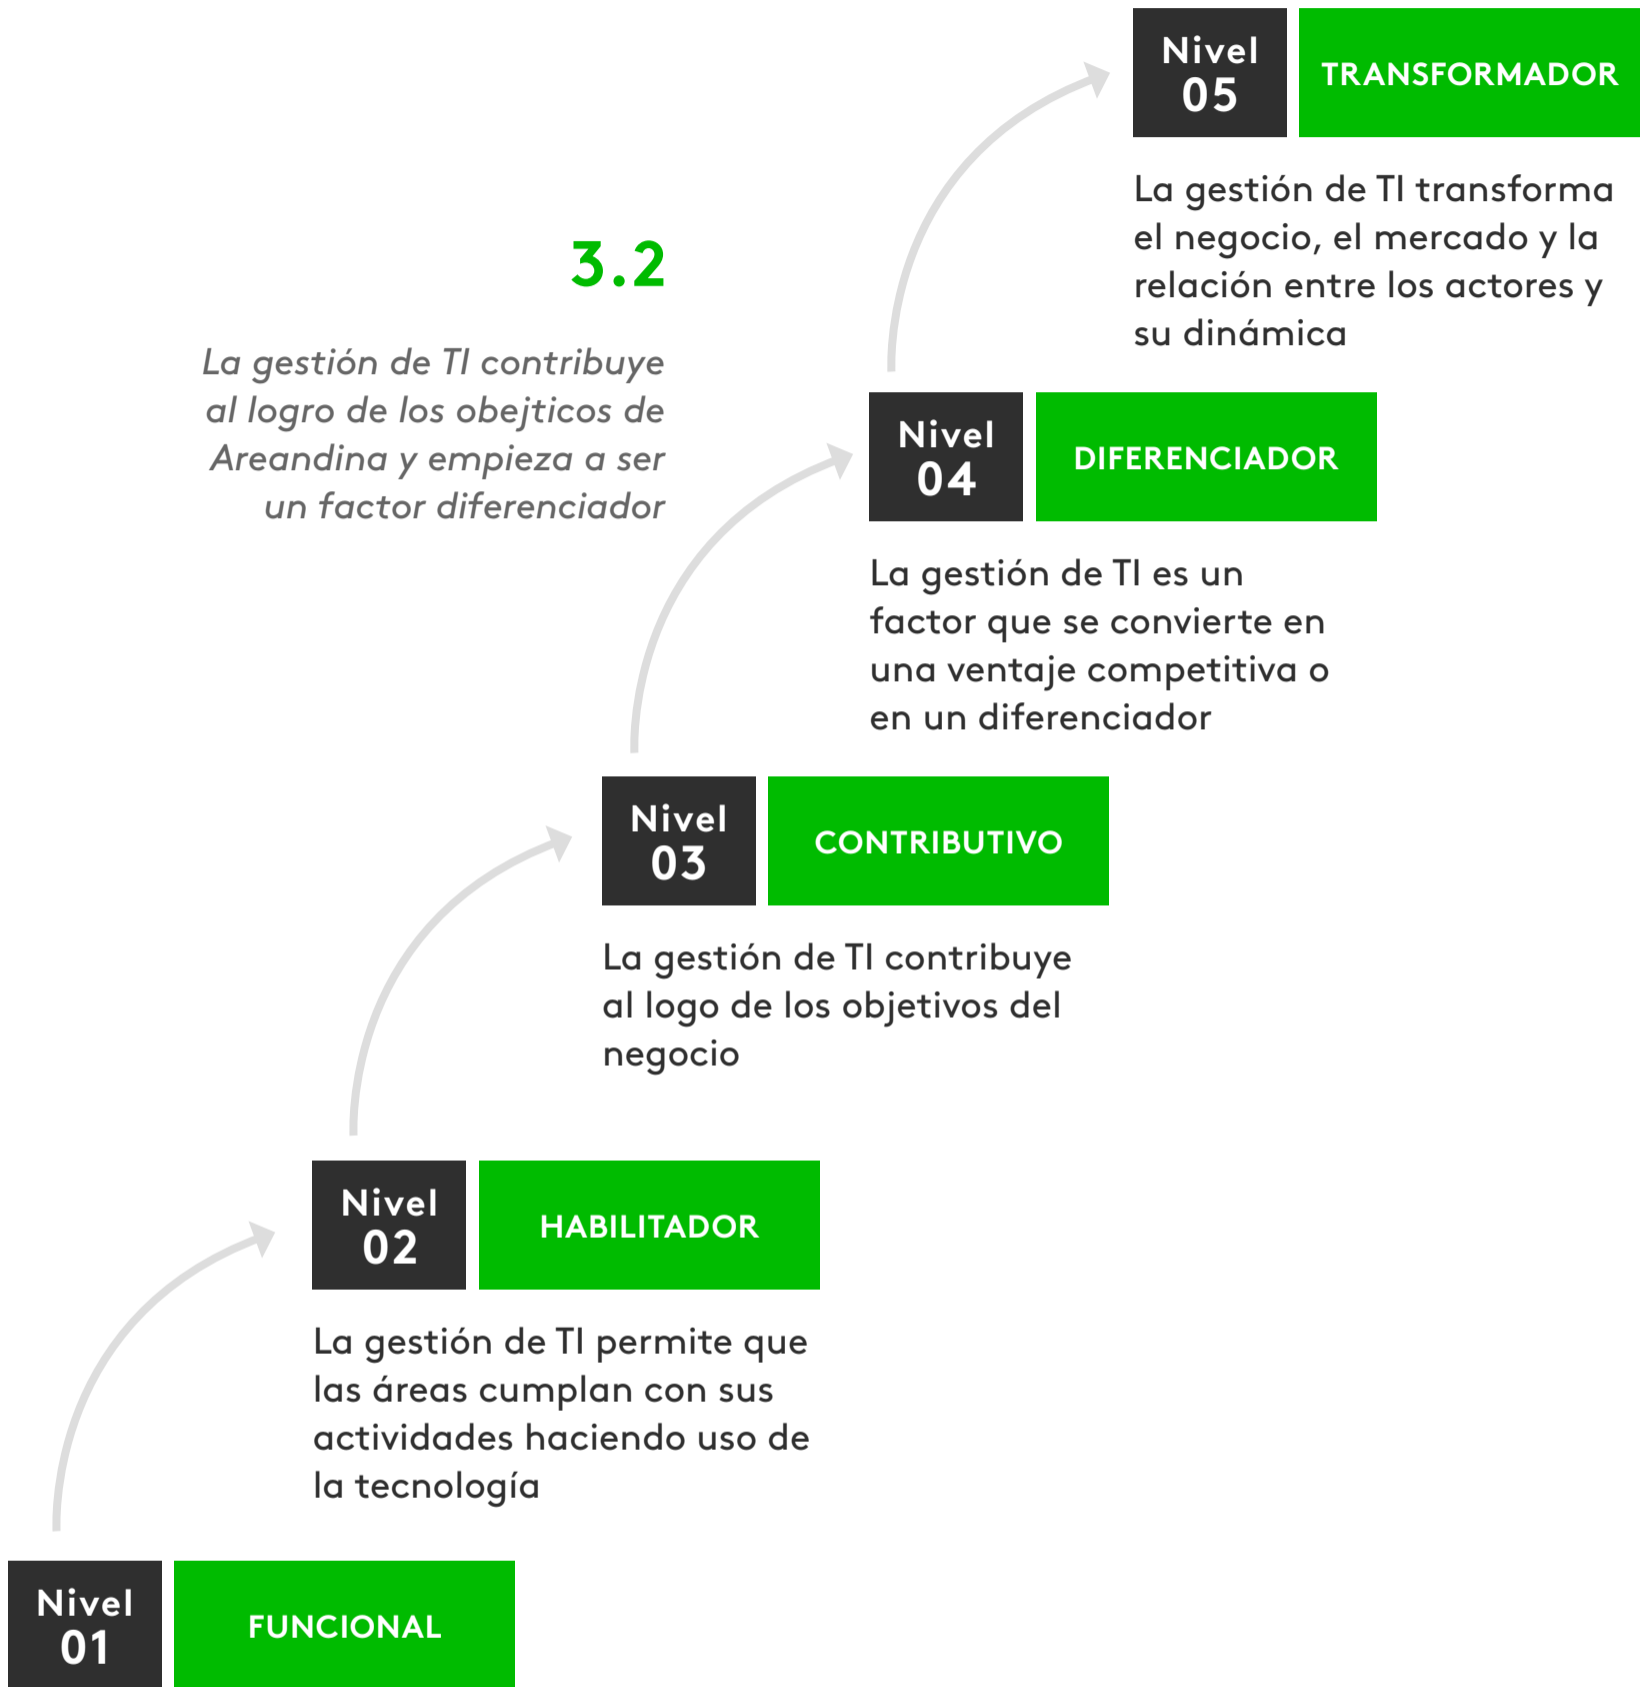 Nivel
05
TRANSFORMADOR
La gestión de TI transforma
el negocio, el mercado y la
relación entre los actores y
su dinámica
3.2
La gestión de TI contribuye
al logro de los obejticos de
Areandina y empieza a ser
un factor diferenciador
Nivel
04
DIFERENCIADOR
La gestión de TI es un
factor que se convierte en
una ventaje competitiva o
en un diferenciador
Nivel
03
CONTRIBUTIVO
La gestión de TI contribuye
al logo de los objetivos del
negocio
Nivel
02
HABILITADOR
La gestión de TI permite que
las áreas cumplan con sus
actividades haciendo uso de
la tecnología
Nivel
01
FUNCIONAL